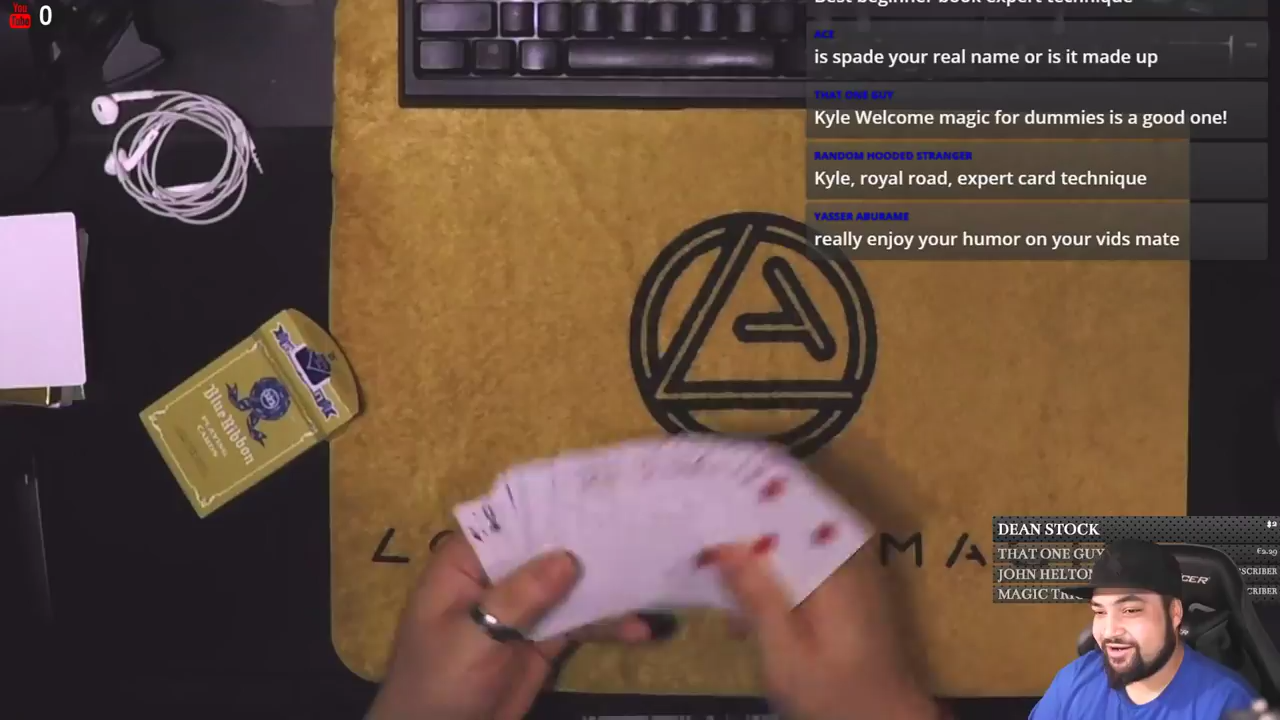 You
Tube
0
Best beginner book expert technique
ACE
is spade your real name or is it made up
THAT ONE GUY
Kyle Welcome magic for dummies is a good one!
RANDOM HOODED STRANGER
Kyle, royal road, expert card technique
YASSER ABURAME
really enjoy your humor on your vids mate
Blue Ribbon
PLAYING
CARDS
DEAN STOCK
THAT ONE GUY
JOHN HELTON
MAGIC